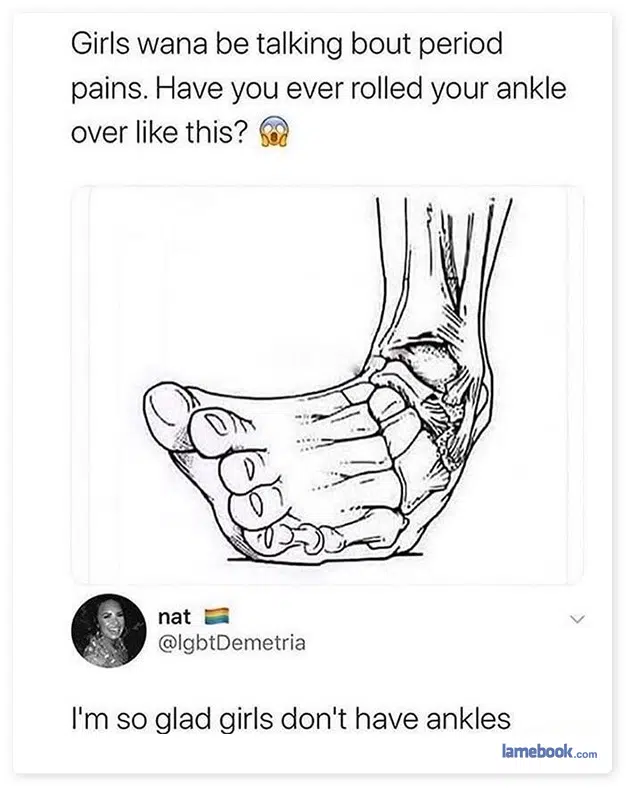 Girls wana be talking bout period
pains. Have you ever rolled your ankle
over like this? 😱
nat 🏳️‍🌈
@lgbtDemetria
I'm so glad girls don't have ankles
lamebook.com